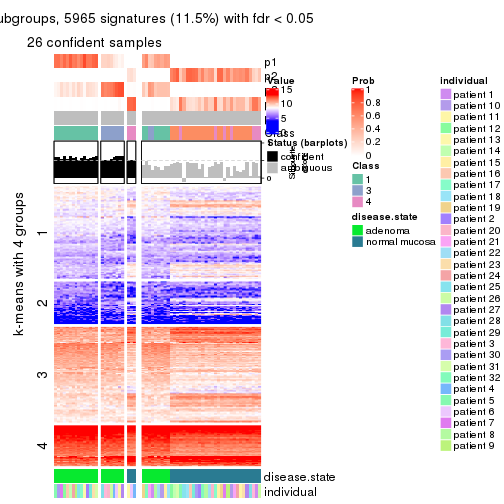 ubgroups, 5965 signatures (11.5%) with fdr < 0.05
26 confident samples
p1
p2
Value
15
10
5
0
Class
Status (barplots)
confident
ambiguous
0
k-means with 4 groups
1
2
3
4
disease.state
individual
Prob
1
0.8
0.6
0.4
0.2
0
Class
1
3
4
disease.state
adenoma
normal mucosa
individual
patient 1
patient 10
patient 11
patient 12
patient 13
patient 14
patient 15
patient 16
patient 17
patient 18
patient 19
patient 2
patient 20
patient 21
patient 22
patient 23
patient 24
patient 25
patient 26
patient 27
patient 28
patient 29
patient 3
patient 30
patient 31
patient 32
patient 4
patient 5
patient 6
patient 7
patient 8
patient 9